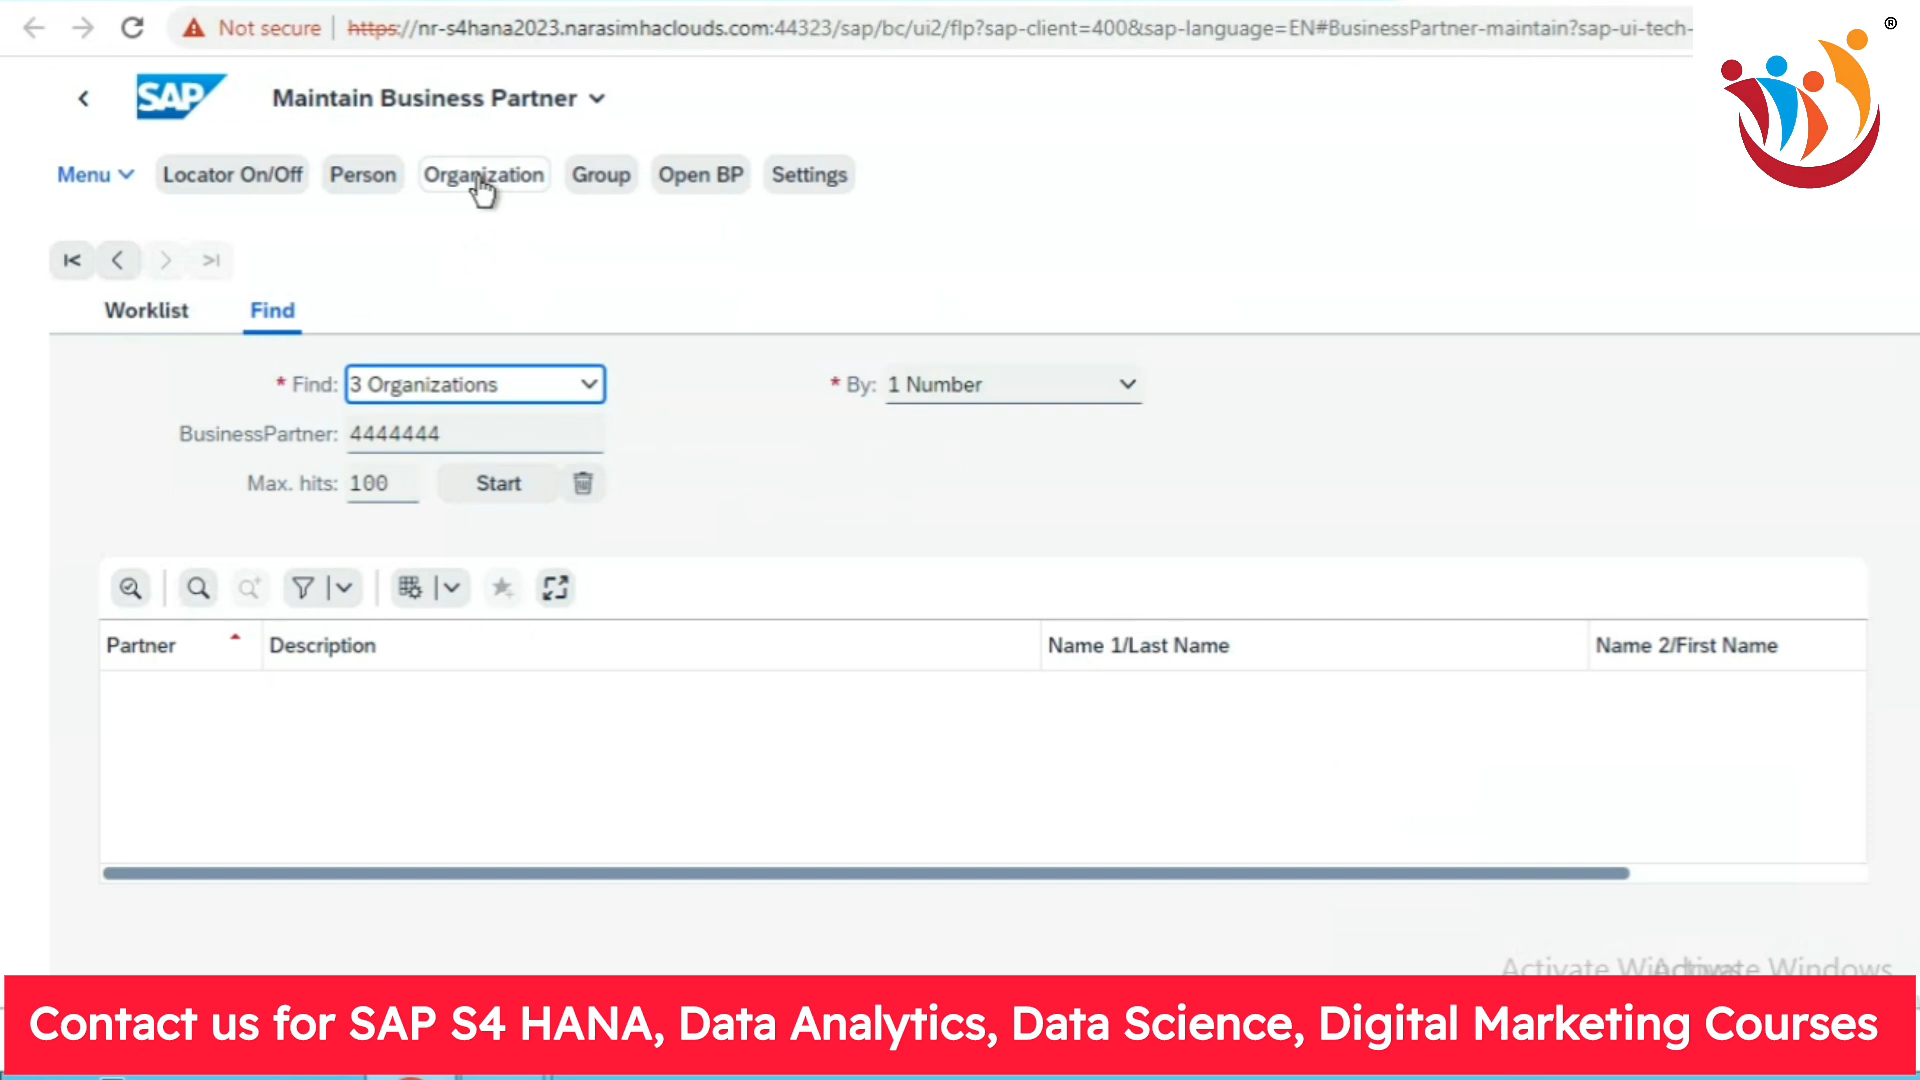 Not secure
https://nr-s4hana2023.narasimhaclouds.com:44323/sap/bc/ui2/flp?sap-client=400&sap-language=EN#BusinessPartner-maintain?sap-ui-tech-
®
SAP
Maintain Business Partner
Menu
Locator On/Off
Person
Organization
Group
Open BP
Settings
Worklist
Find
* Find: 3 Organizations
* By: 1 Number
BusinessPartner: 4444444
Max. hits: 100
Start
Partner
Description
Name 1/Last Name
Name 2/First Name
Activate Windows
Contact us for SAP S4 HANA, Data Analytics, Data Science, Digital Marketing Courses